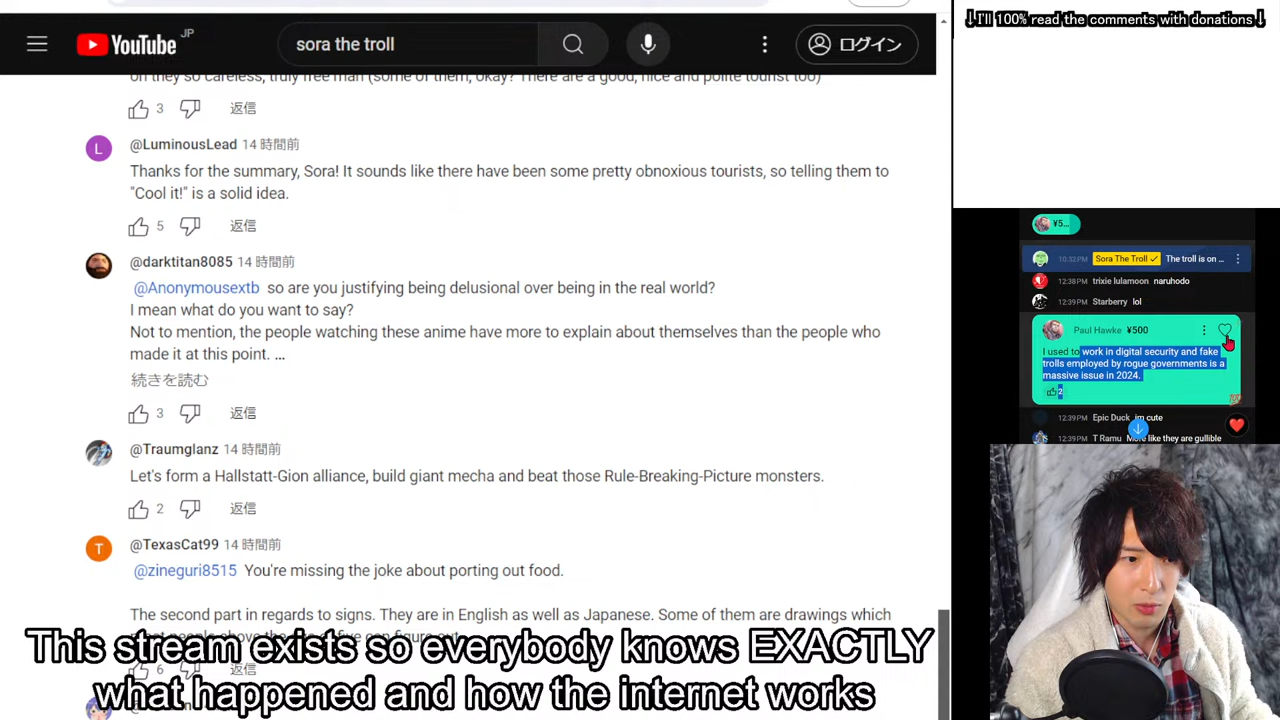 YouTube JP
sora the troll
ログイン
on they so careless, truly free man (some of them, okay? There are a good, nice and polite tourist too)
3
返信
L
@LuminousLead 14 時間前
Thanks for the summary, Sora! It sounds like there have been some pretty obnoxious tourists, so telling them to
"Cool it!" is a solid idea.
5
返信
@darktitan8085 14 時間前
@Anonymousextb so are you justifying being delusional over being in the real world?
I mean what do you want to say?
Not to mention, the people watching these anime have more to explain about themselves than the people who
made it at this point. ...
続きを読む
3
返信
@Traumglanz 14 時間前
Let's form a Hallstatt-Gion alliance, build giant mecha and beat those Rule-Breaking-Picture monsters.
2
返信
T
@TexasCat99 14 時間前
@zineguri8515 You're missing the joke about porting out food.
The second part in regards to signs. They are in English as well as Japanese. Some of them are drawings which
6
返信
This stream exists so everybody knows EXACTLY
what happened and how the internet works
↓I'll 100% read the comments with donations↓
¥5...
10:32PM Sora The Troll The troll is on ...
12:38PM trixie lulamoon naruhodo
12:39PM Starberry lol
Paul Hawke ¥500
I used to work in digital security and fake
trolls employed by rogue governments is a
massive issue in 2024.
2
12:39PM Epic Duck im cute
12:39PM T Ramu More like they are gullible